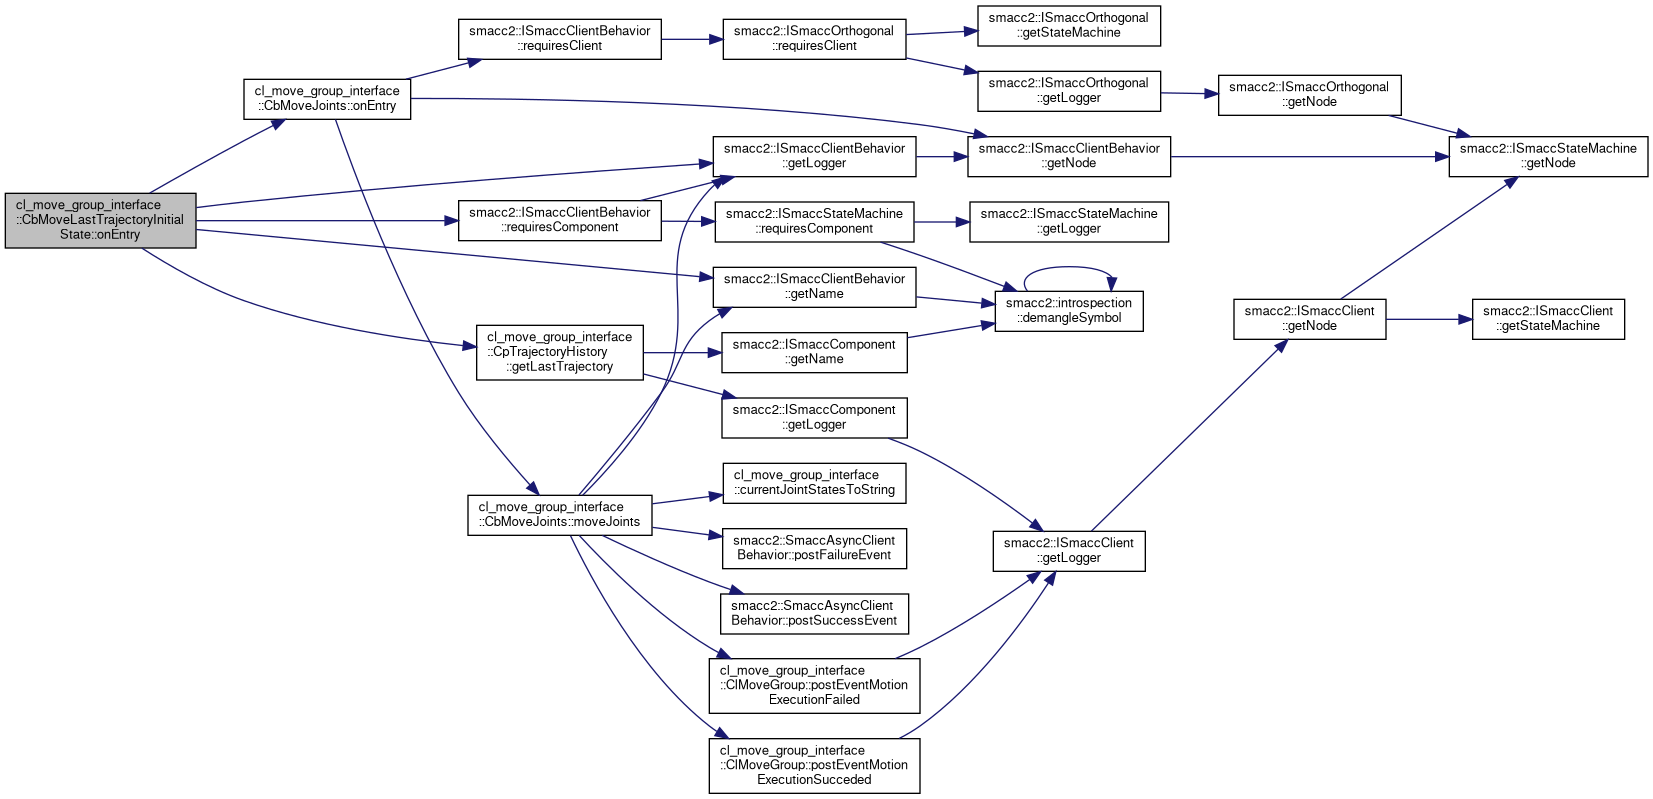 cl_move_group_interface
::CbMoveLastTrajectoryInitial
State::onEntry
cl_move_group_interface
::CbMoveJoints::onEntry
smacc2::ISmaccClientBehavior
::requiresClient
smacc2::ISmaccOrthogonal
::requiresClient
smacc2::ISmaccOrthogonal
::getStateMachine
smacc2::ISmaccOrthogonal
::getLogger
smacc2::ISmaccOrthogonal
::getNode
smacc2::ISmaccClientBehavior
::getLogger
smacc2::ISmaccClientBehavior
::getNode
smacc2::ISmaccStateMachine
::getNode
smacc2::ISmaccClientBehavior
::requiresComponent
smacc2::ISmaccStateMachine
::requiresComponent
smacc2::ISmaccStateMachine
::getLogger
smacc2::ISmaccClientBehavior
::getName
smacc2::introspection
::demangleSymbol
cl_move_group_interface
::CpTrajectoryHistory
::getLastTrajectory
smacc2::ISmaccComponent
::getName
smacc2::ISmaccComponent
::getLogger
smacc2::ISmaccClient
::getNode
smacc2::ISmaccClient
::getStateMachine
cl_move_group_interface
::CbMoveJoints::moveJoints
cl_move_group_interface
::currentJointStatesToString
smacc2::SmaccAsyncClient
Behavior::postFailureEvent
smacc2::ISmaccClient
::getLogger
smacc2::SmaccAsyncClient
Behavior::postSuccessEvent
cl_move_group_interface
::ClMoveGroup::postEventMotion
ExecutionFailed
cl_move_group_interface
::ClMoveGroup::postEventMotion
ExecutionSucceded